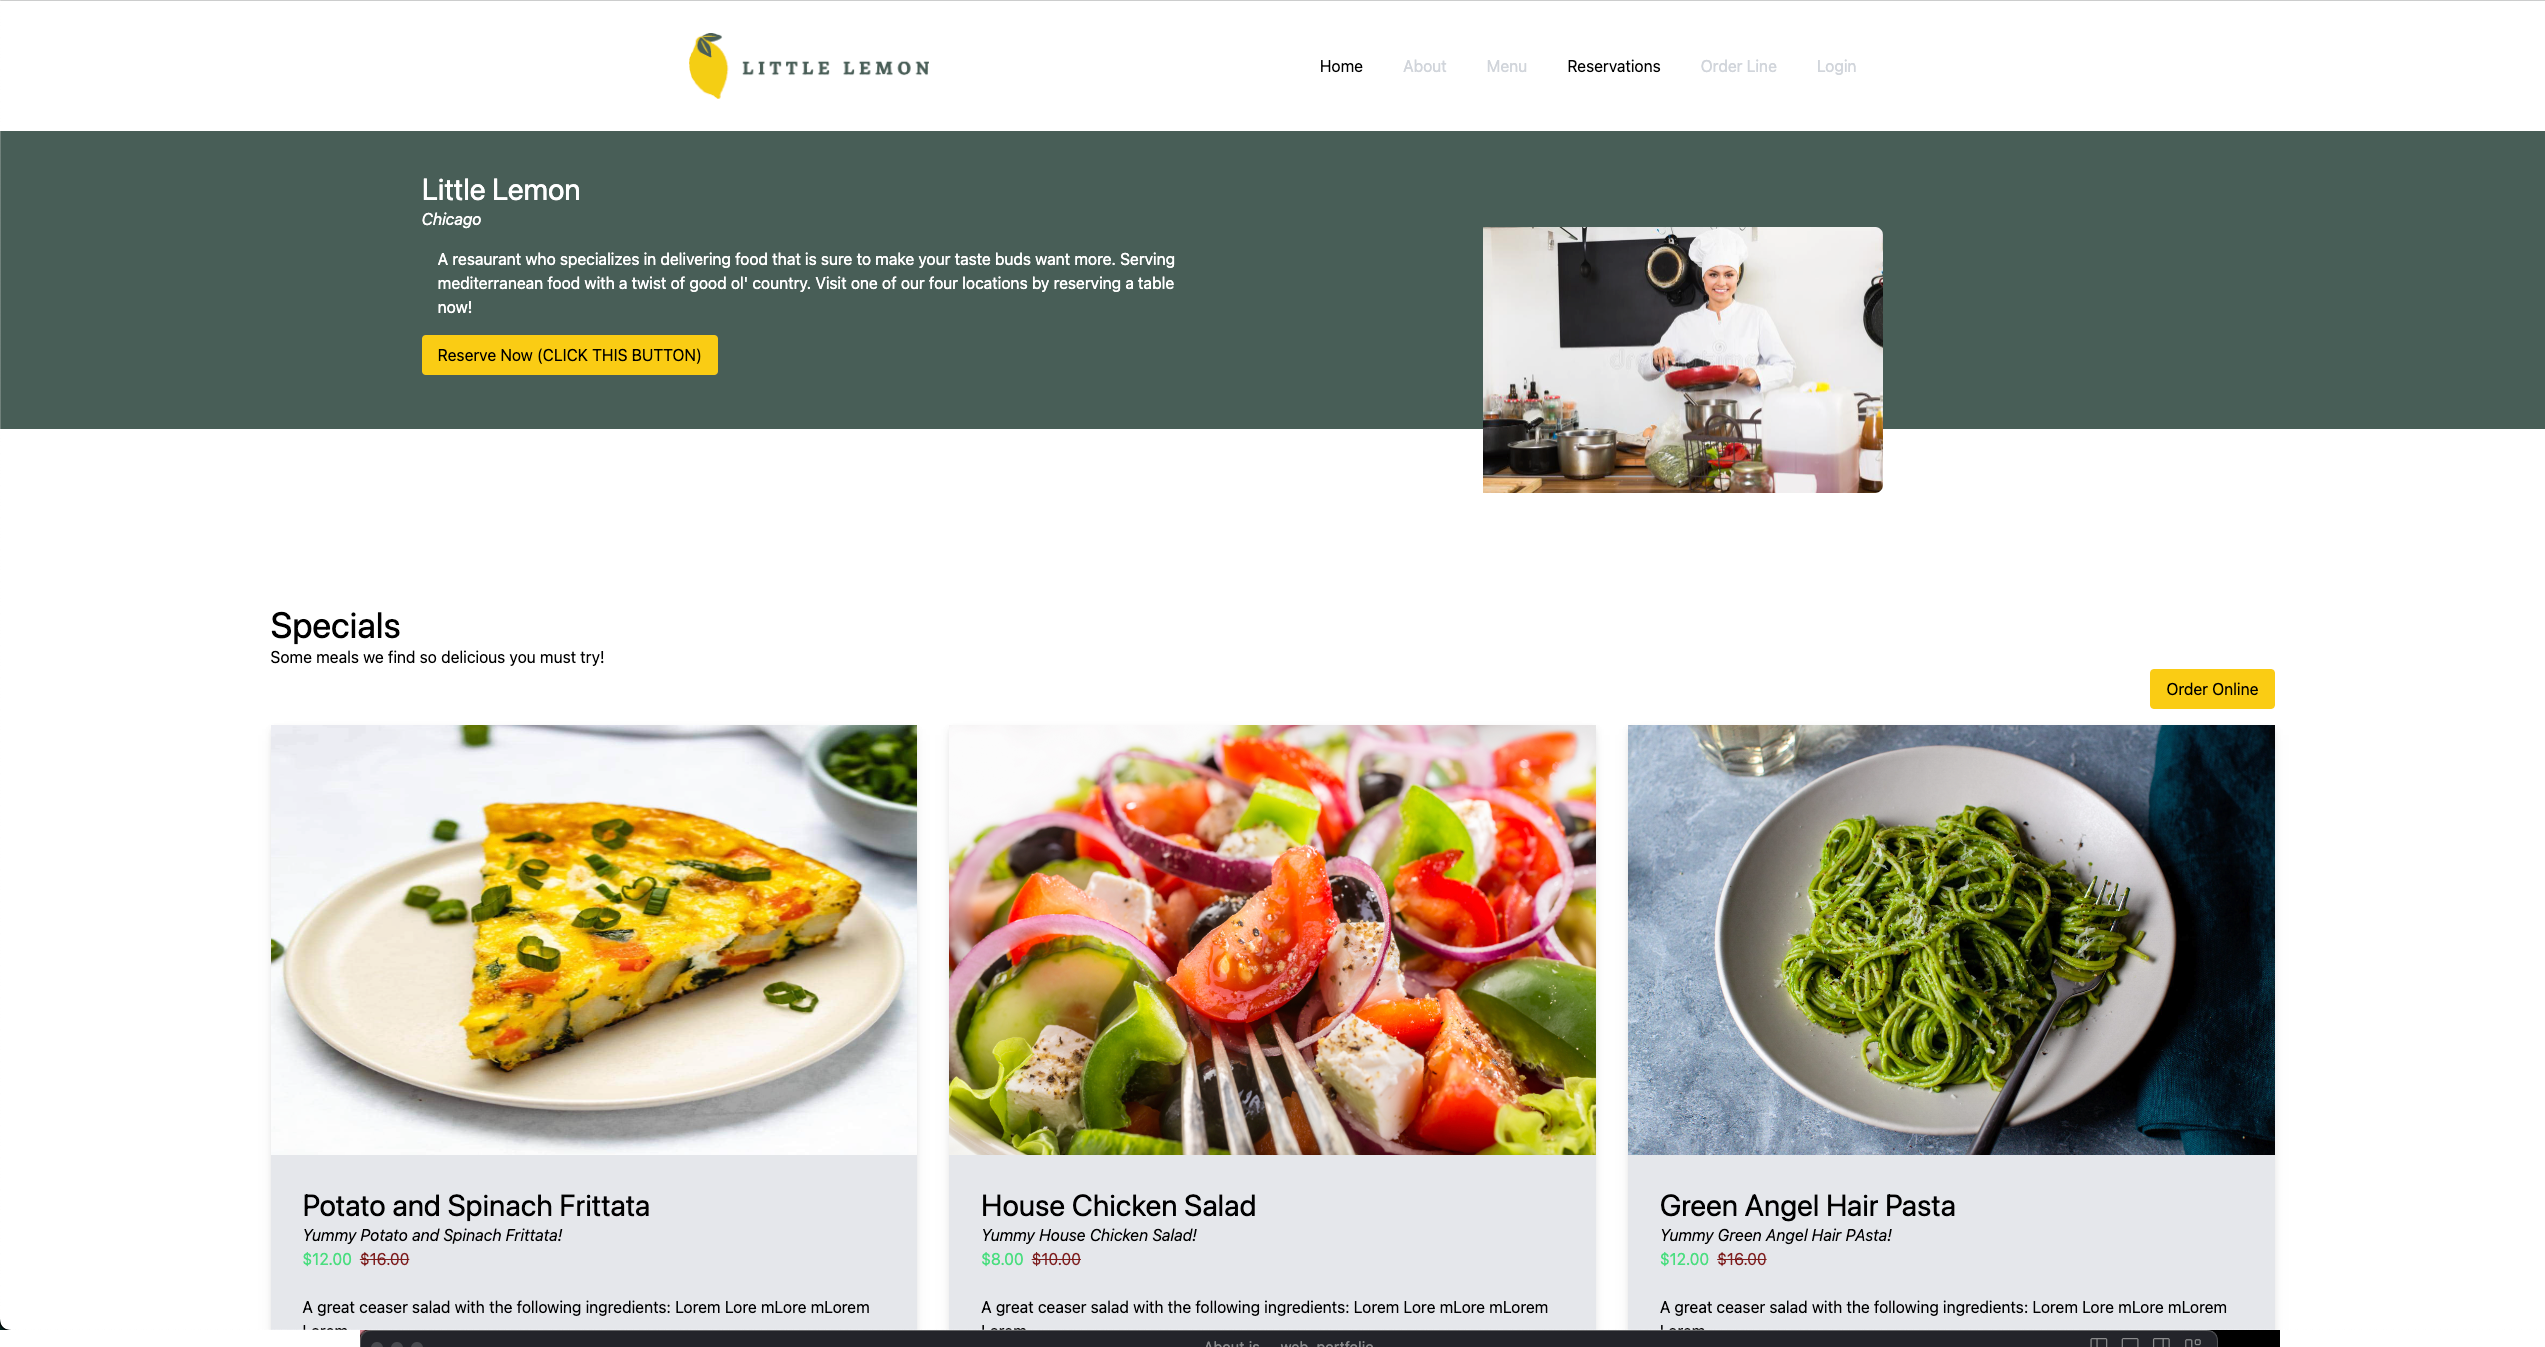 LITTLE LEMON
Home About Menu Reservations Order Line Login
Little Lemon
Chicago
A resaurant who specializes in delivering food that is sure to make your taste buds want more. Serving
mediterranean food with a twist of good ol' country. Visit one of our four locations by reserving a table
now!
Reserve Now (CLICK THIS BUTTON)
Specials
Some meals we find so delicious you must try!
Order Online
Potato and Spinach Frittata
Yummy Potato and Spinach Frittata!
$12.00 $16.00
A great ceaser salad with the following ingredients: Lorem Lore mLore mLorem
Lorem
House Chicken Salad
Yummy House Chicken Salad!
$8.00 $10.00
A great ceaser salad with the following ingredients: Lorem Lore mLore mLorem
Lorem
Green Angel Hair Pasta
Yummy Green Angel Hair PAsta!
$12.00 $16.00
A great ceaser salad with the following ingredients: Lorem Lore mLore mLorem
Lorem
About.js — web_portfolio